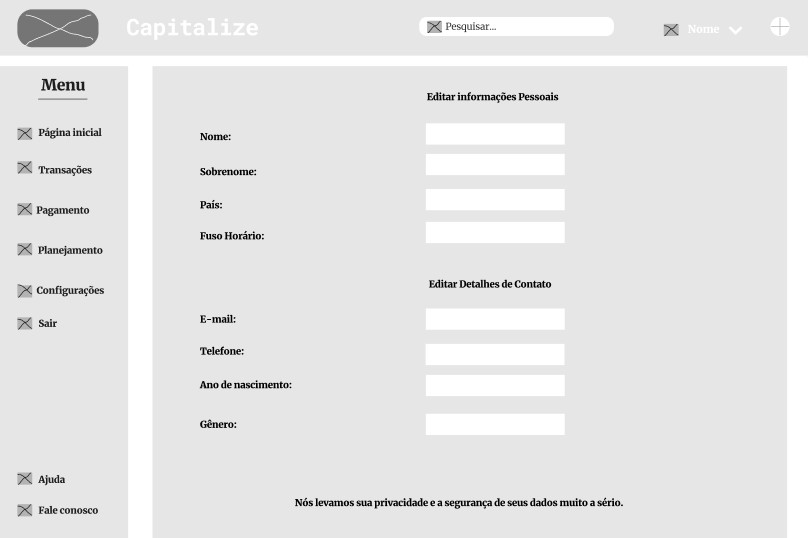 Capitalize
Pesquisar...
Nome
Menu
Página inicial
Transações
Pagamento
Planejamento
Configurações
Sair
Ajuda
Fale conosco
Editar informações Pessoais
Nome:
Sobrenome:
País:
Fuso Horário:
Editar Detalhes de Contato
E-mail:
Telefone:
Ano de nascimento:
Gênero:
Nós levamos sua privacidade e a segurança de seus dados muito a sério.